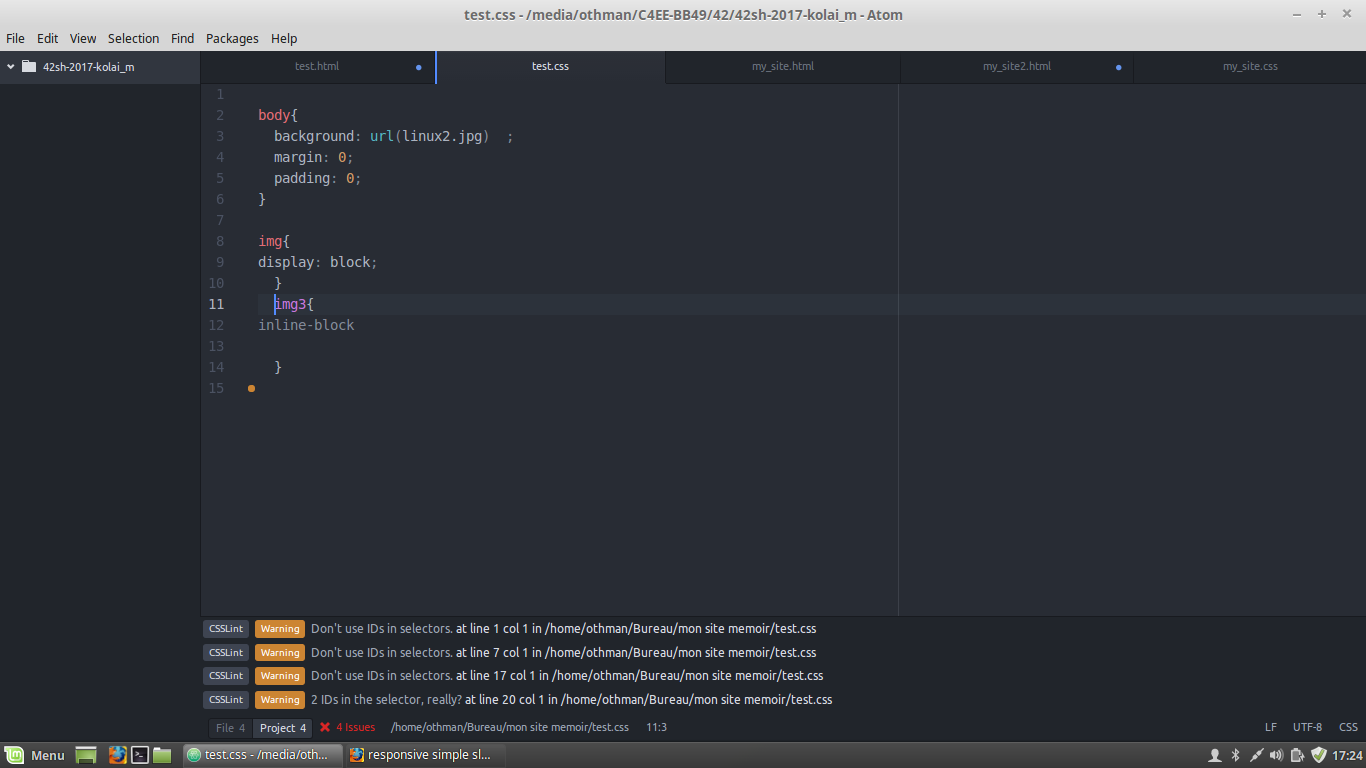 test.css - /media/othman/C4EE-BB49/42/42sh-2017-kolai_m - Atom
File Edit View Selection Find Packages Help
42sh-2017-kolai_m
test.html test.css my_site.html my_site2.html my_site.css
1
2 body{
3 background: url(linux2.jpg)  ;
4 margin: 0;
5 padding: 0;
6 }
7
8 img{
9 display: block;
10 }
11 img3{
12 inline-block
13
14 }
15
CSSLint Warning Don't use IDs in selectors. at line 1 col 1 in /home/othman/Bureau/mon site memoir/test.css
CSSLint Warning Don't use IDs in selectors. at line 7 col 1 in /home/othman/Bureau/mon site memoir/test.css
CSSLint Warning Don't use IDs in selectors. at line 17 col 1 in /home/othman/Bureau/mon site memoir/test.css
CSSLint Warning 2 IDs in the selector, really? at line 20 col 1 in /home/othman/Bureau/mon site memoir/test.css
File 4 Project 4 4 Issues /home/othman/Bureau/mon site memoir/test.css 11:3 LF UTF-8 CSS
Menu test.css - /media/oth... responsive simple sl... 17:24